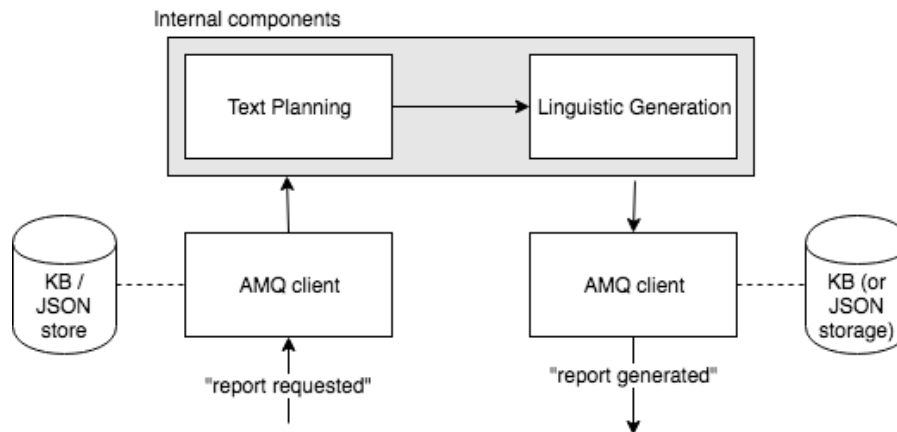 Internal components
Text Planning
Linguistic Generation
KB /
JSON
store
AMQ client
AMQ client
KB (or
JSON
storage)
"report requested"
"report generated"